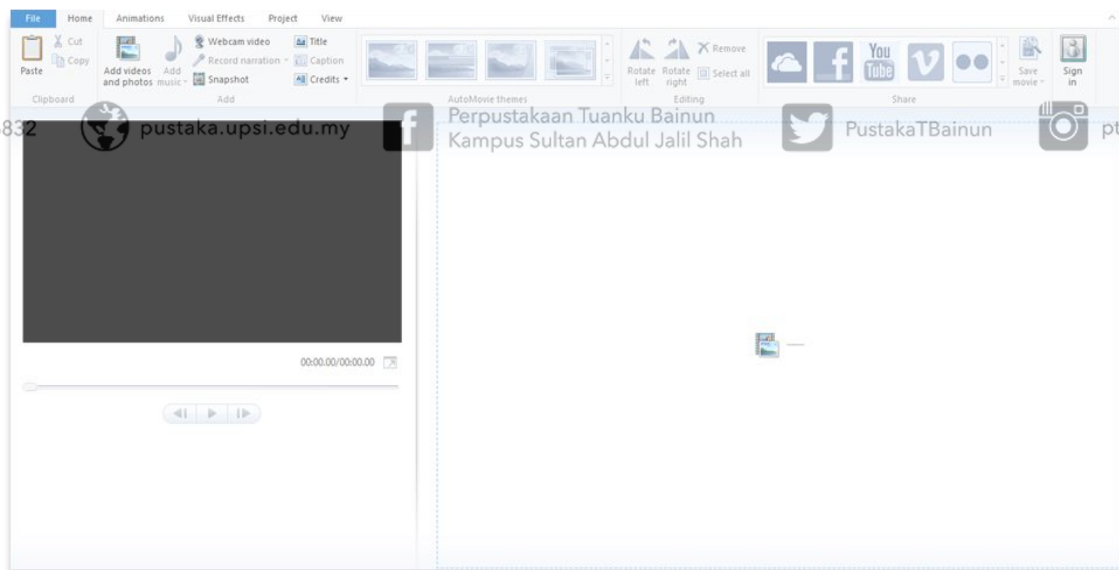 File Home Animations Visual Effects Project View
Paste
Cut
Copy
Clipboard
Add videos and photos
Add music
Webcam video
Record narration
Snapshot
Title
Caption
Credits
Add
AutoMovie themes
Rotate left
Rotate right
Remove
Select all
Editing
You Tube
Share
Save movie
Sign in
832
pustaka.upsi.edu.my
Perpustakaan Tuanku Bainun
Kampus Sultan Abdul Jalil Shah
PustakaTBainun
pt
00:00.00/00:00.00